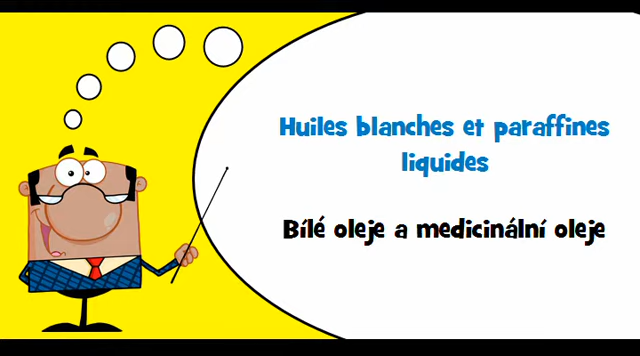 Huiles blanches et paraffines
liquides
Bílé oleje a medicinální oleje